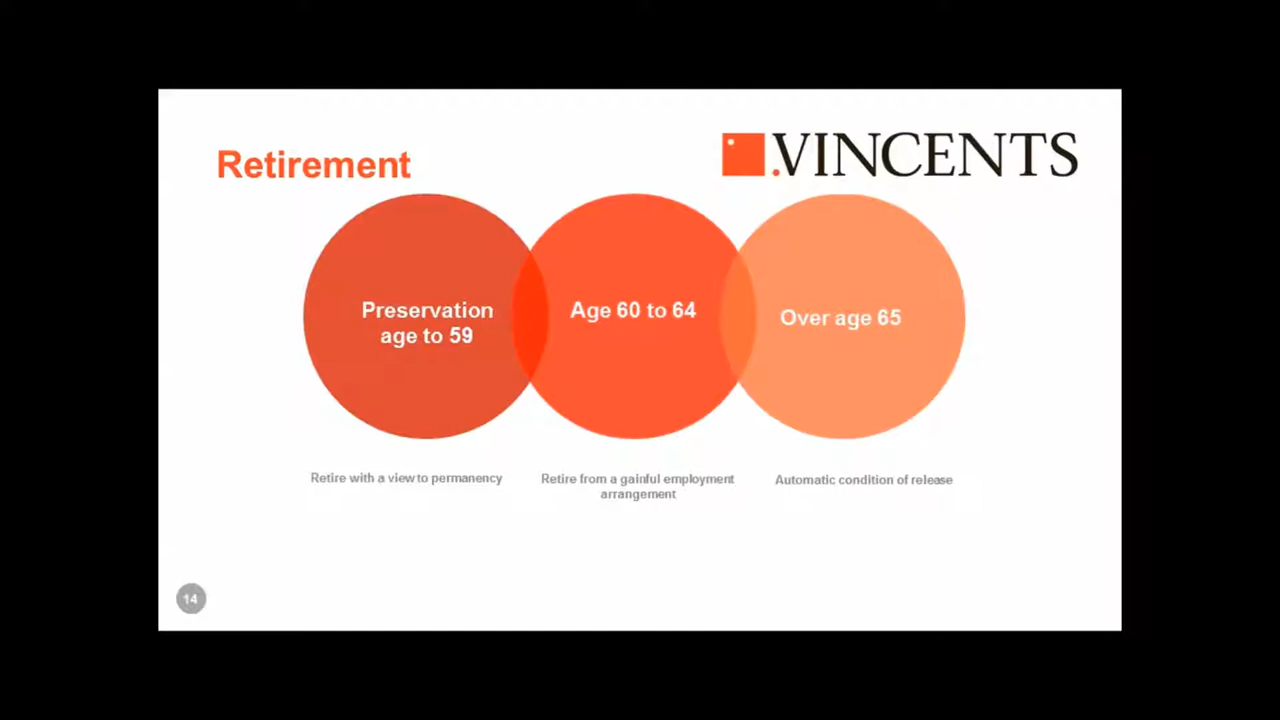 Retirement
.VINCENTS
Preservation
age to 59
Age 60 to 64
Over age 65
Retire with a view to permanency
Retire from a gainful employment
arrangement
Automatic condition of release
14